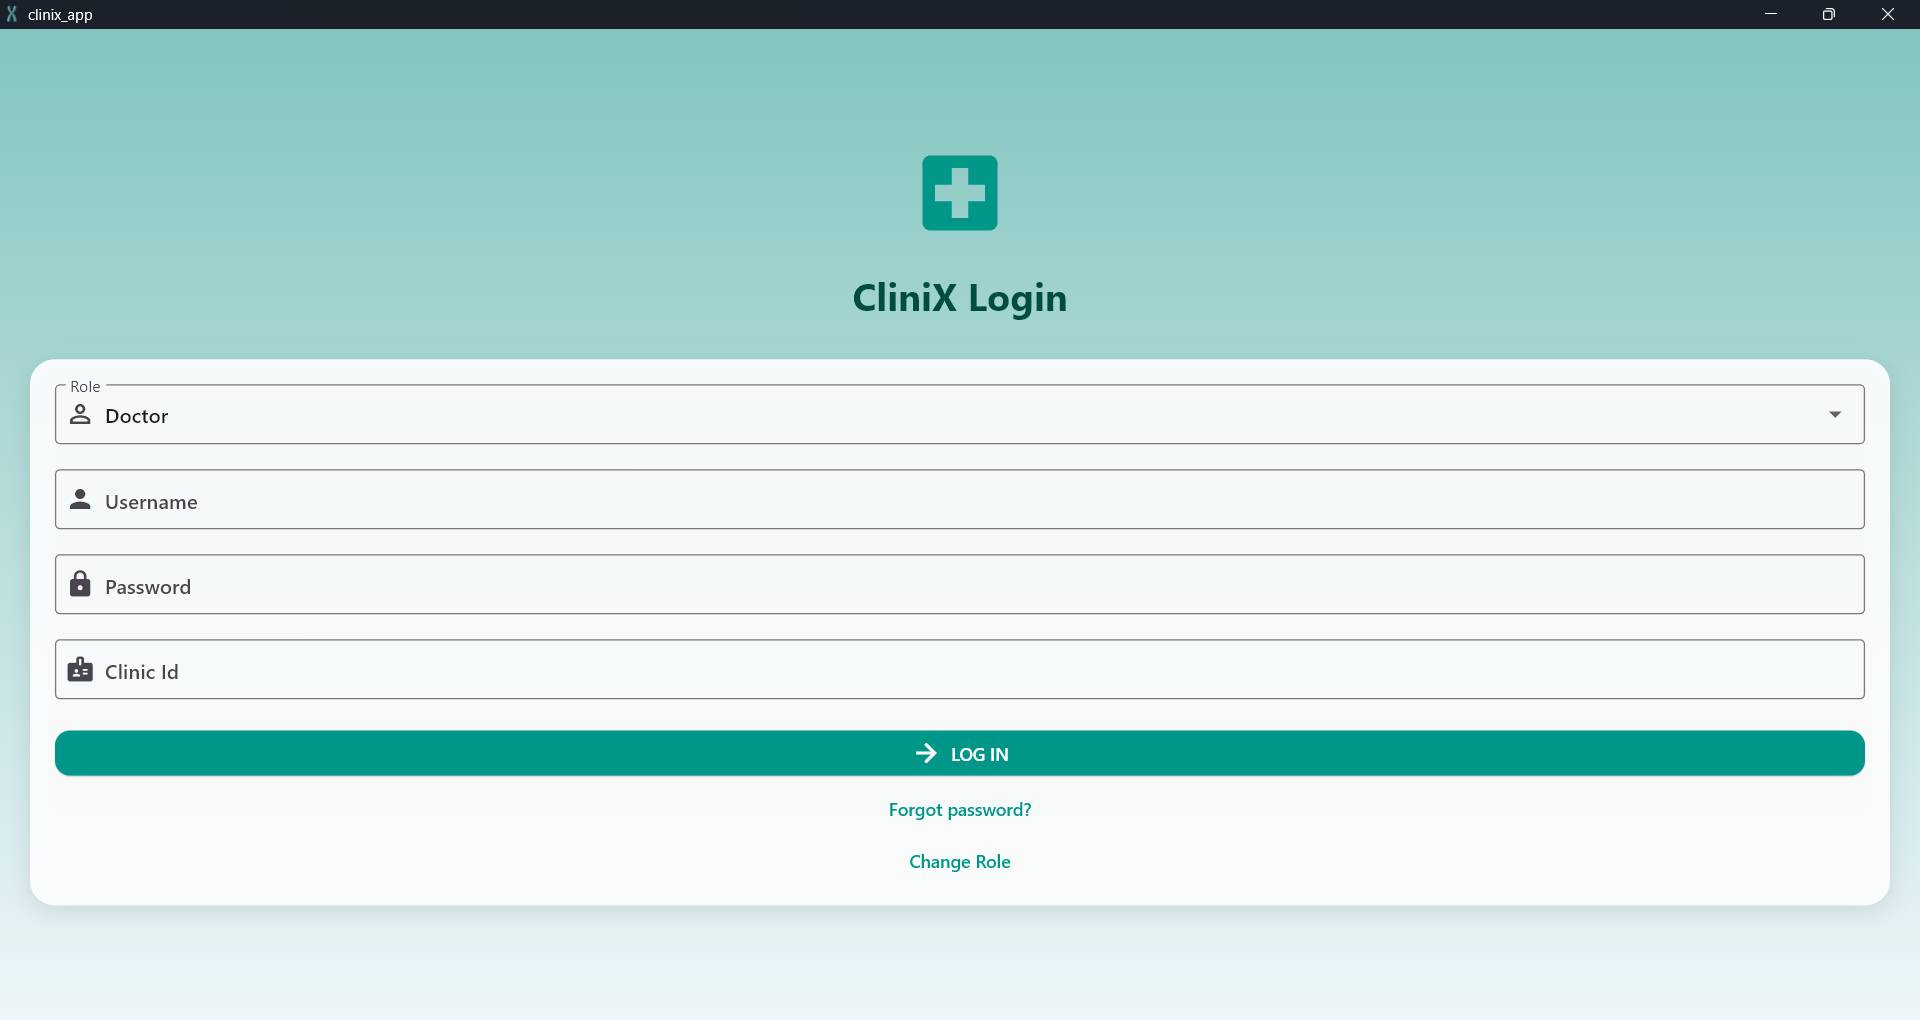 clinix_app
CliniX Login
Role
Doctor
Username
Password
Clinic Id
LOG IN
Forgot password?
Change Role